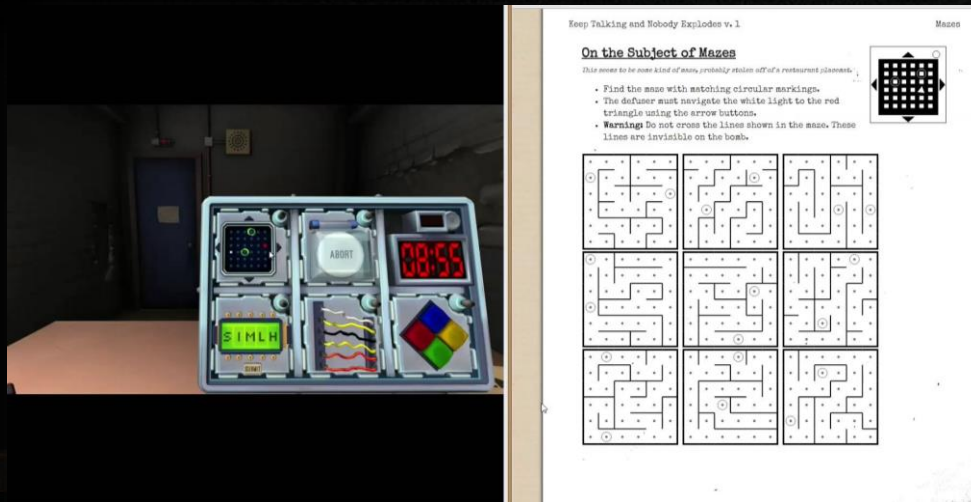 ABORT
08:56
SIMLH
Keep Talking and Nobody Explodes v. 1
Mazes
On the Subject of Mazes
This seems to be some kind of maze, probably stolen off of a restaurant placemat.
• Find the maze with matching circular markings.
• The defuser must navigate the white light to the red
triangle using the arrow buttons.
• Warning: Do not cross the lines shown in the maze. These
lines are invisible on the bomb.